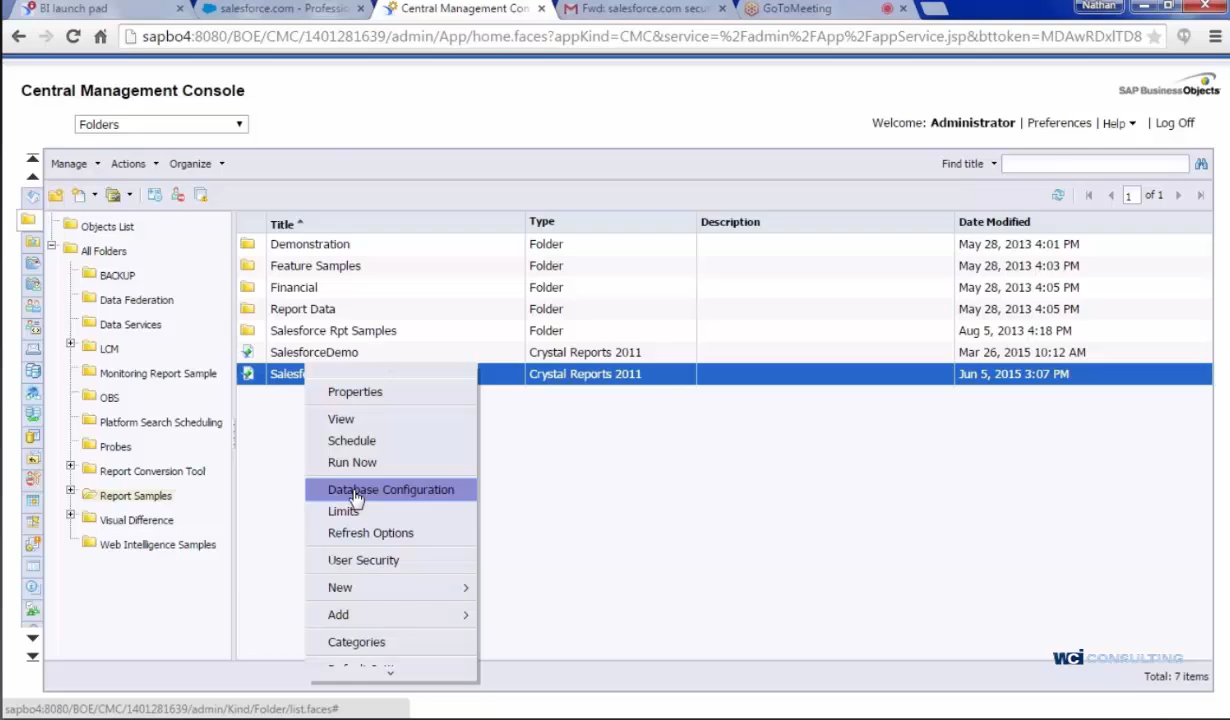 BI launch pad
salesforce.com - Professio
Central Management Con
Fwd: salesforce.com secu
GoToMeeting
Nathan
sapbo4:8080/BOE/CMC/1401281639/admin/App/home.faces?appKind=CMC&service=%2Fadmin%2FApp%2FappService.jsp&bttoken=MDAwRDxlTD8
Central Management Console
SAP BusinessObjects
Folders
Welcome: Administrator | Preferences | Help | Log Off
Manage Actions Organize
Find title
1 of 1
Objects List
All Folders
BACKUP
Data Federation
Data Services
LCM
Monitoring Report Sample
OBS
Platform Search Scheduling
Probes
Report Conversion Tool
Report Samples
Visual Difference
Web Intelligence Samples
Title Type Description Date Modified
Demonstration Folder May 28, 2013 4:01 PM
Feature Samples Folder May 28, 2013 4:03 PM
Financial Folder May 28, 2013 4:05 PM
Report Data Folder May 28, 2013 4:05 PM
Salesforce Rpt Samples Folder Aug 5, 2013 4:18 PM
SalesforceDemo Crystal Reports 2011 Mar 26, 2015 10:12 AM
Salesf Crystal Reports 2011 Jun 5, 2015 3:07 PM
Properties
View
Schedule
Run Now
Database Configuration
Limits
Refresh Options
User Security
New
Add
Categories
WCI CONSULTING
Total: 7 items
sapbo4:8080/BOE/CMC/1401281639/admin/Kind/Folder/list.faces#